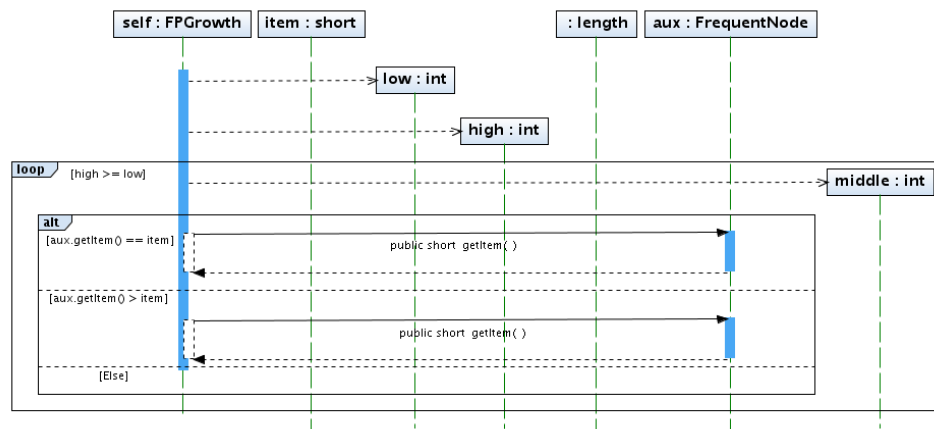 self : FPGrowth
item : short
: length
aux : FrequentNode
low : int
high : int
loop
[high >= low]
middle : int
alt
[aux.getItem() == item]
public short getItem( )
[aux.getItem() > item]
public short getItem( )
[Else]